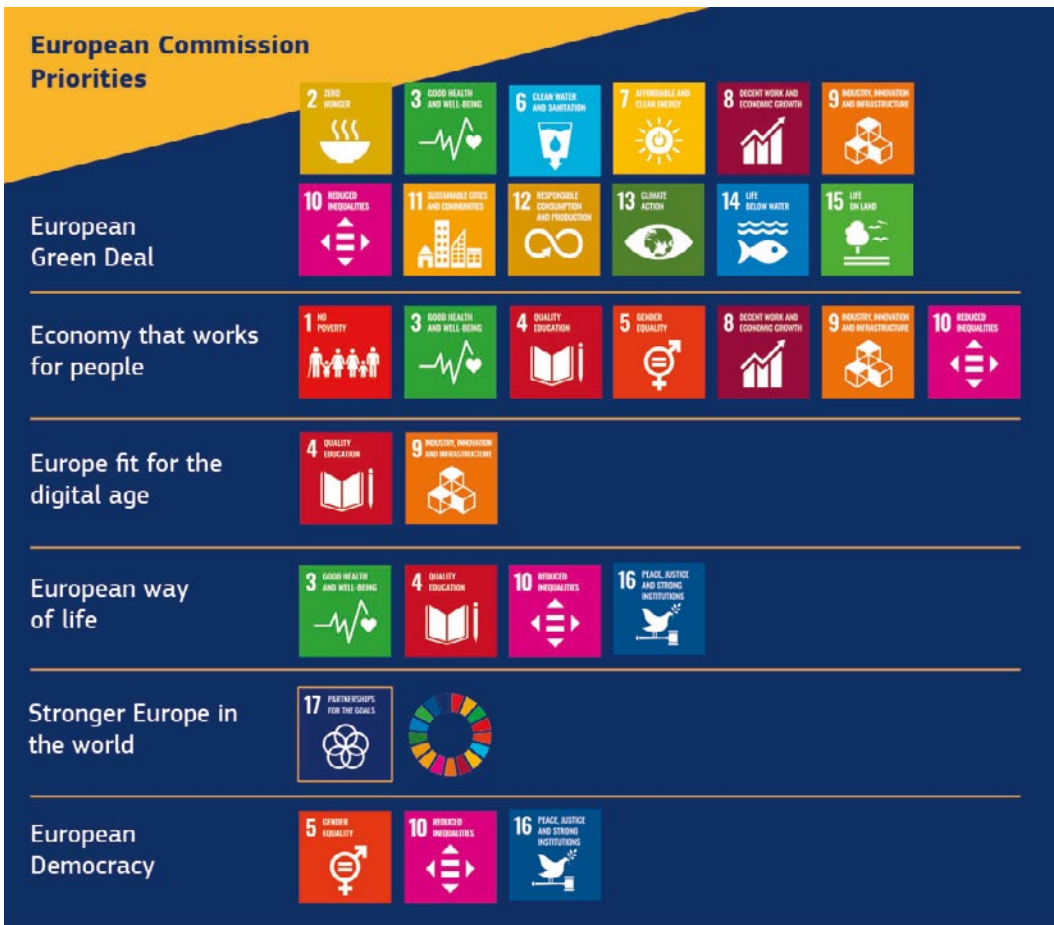 European Commission
Priorities
2 ZERO
HUNGER
3 GOOD HEALTH
AND WELL-BEING
6 CLEAN WATER
AND SANITATION
7 AFFORDABLE AND
CLEAN ENERGY
8 DECENT WORK AND
ECONOMIC GROWTH
9 INDUSTRY, INNOVATION
AND INFRASTRUCTURE
European
Green Deal
10 REDUCED
INEQUALITIES
11 SUSTAINABLE CITIES
AND COMMUNITIES
12 RESPONSIBLE
CONSUMPTION
AND PRODUCTION
13 CLIMATE
ACTION
14 LIFE
BELOW WATER
15 LIFE
ON LAND
Economy that works
for people
1 NO
POVERTY
3 GOOD HEALTH
AND WELL-BEING
4 QUALITY
EDUCATION
5 GENDER
EQUALITY
8 DECENT WORK AND
ECONOMIC GROWTH
9 INDUSTRY, INNOVATION
AND INFRASTRUCTURE
10 REDUCED
INEQUALITIES
Europe fit for the
digital age
4 QUALITY
EDUCATION
9 INDUSTRY, INNOVATION
AND INFRASTRUCTURE
European way
of life
3 GOOD HEALTH
AND WELL-BEING
4 QUALITY
EDUCATION
10 REDUCED
INEQUALITIES
16 PEACE, JUSTICE
AND STRONG
INSTITUTIONS
Stronger Europe in
the world
17 PARTNERSHIPS
FOR THE GOALS
European
Democracy
5 GENDER
EQUALITY
10 REDUCED
INEQUALITIES
16 PEACE, JUSTICE
AND STRONG
INSTITUTIONS